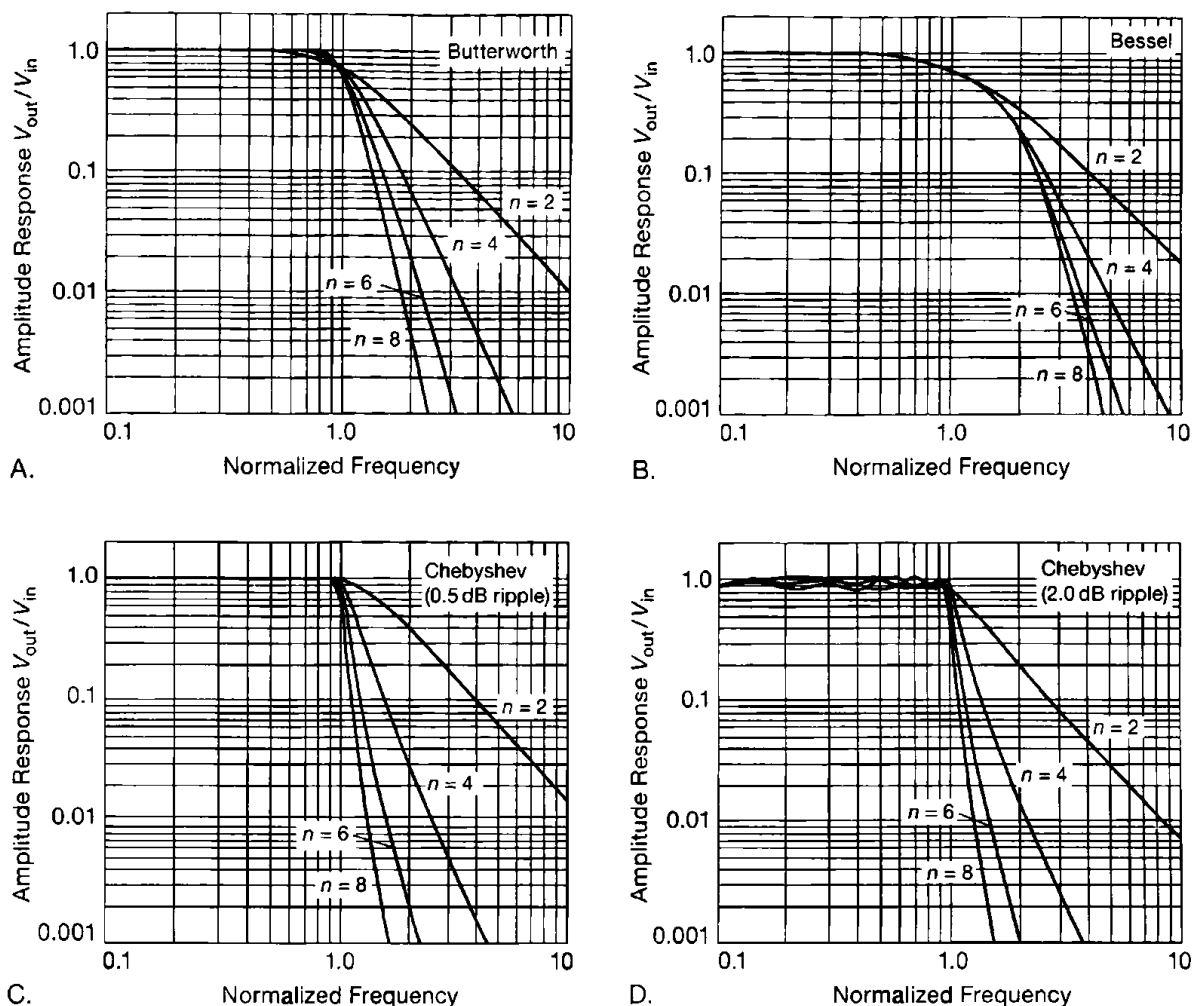 Butterworth
Amplitude Response V_out/V_in
1.0
0.1
0.01
0.001
n = 2
n = 4
n = 6
n = 8
0.1
1.0
10
Normalized Frequency
A.
Bessel
Amplitude Response V_out/V_in
1.0
0.1
0.01
0.001
n = 2
n = 4
n = 6
n = 8
0.1
1.0
10
Normalized Frequency
B.
Chebyshev
(0.5 dB ripple)
Amplitude Response V_out/V_in
1.0
0.1
0.01
0.001
n = 2
n = 4
n = 6
n = 8
0.1
1.0
10
Normalized Frequency
C.
Chebyshev
(2.0 dB ripple)
Amplitude Response V_out/V_in
1.0
0.1
0.01
0.001
n = 2
n = 4
n = 6
n = 8
0.1
1.0
10
Normalized Frequency
D.